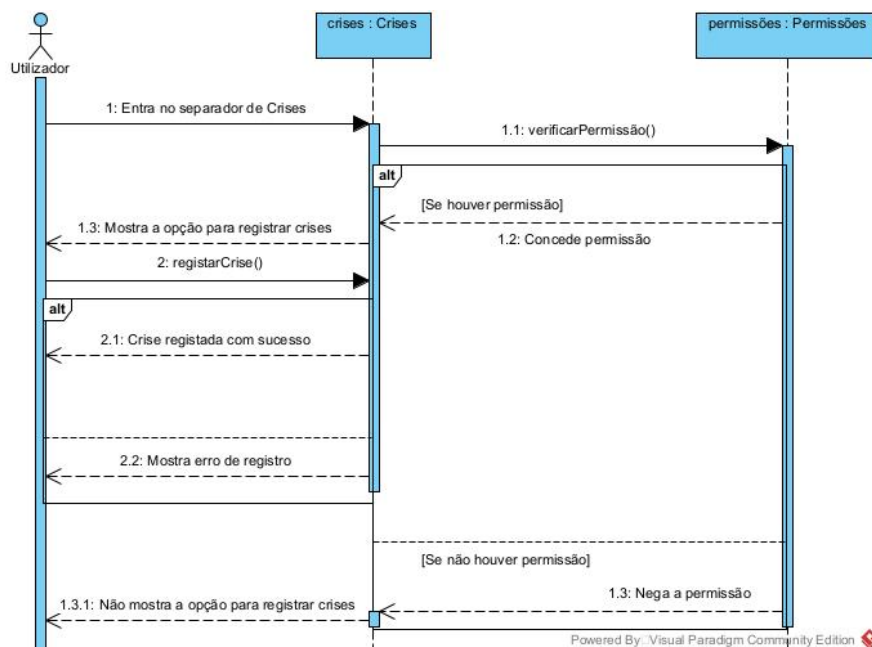 crises : Crises
permissões : Permissões
Utilizador
1: Entra no separador de Crises
1.1: verificarPermissão()
alt
[Se houver permissão]
1.3: Mostra a opção para registrar crises
1.2: Concede permissão
2: registarCrise()
alt
2.1: Crise registada com sucesso
2.2: Mostra erro de registro
[Se não houver permissão]
1.3: Nega a permissão
1.3.1: Não mostra a opção para registrar crises
Powered By Visual Paradigm Community Edition